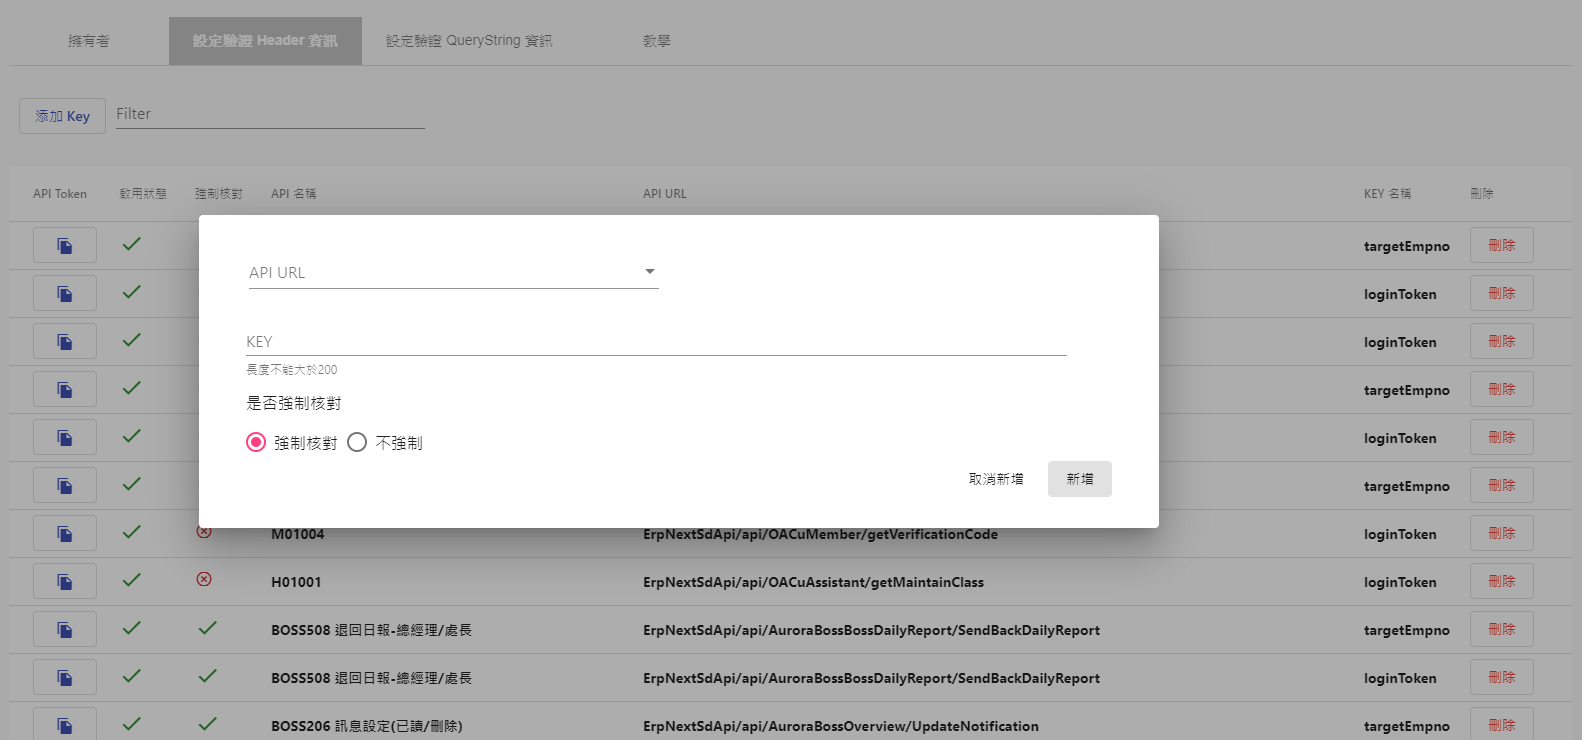 擁有者 設定驗證 Header 資訊 設定驗證 QueryString 資訊 教學
添加 Key Filter
API Token 啟用狀態 強制核對 API 名稱 API URL KEY 名稱 刪除
targetEmpno 刪除
API URL
loginToken 刪除
KEY
loginToken 刪除
長度不能大於200
targetEmpno 刪除
是否強制核對
強制核對 不強制
loginToken 刪除
取消新增 新增
targetEmpno 刪除
M01004 ErpNextSdApi/api/OACuMember/getVerificationCode loginToken 刪除
H01001 ErpNextSdApi/api/OACuAssistant/getMaintainClass loginToken 刪除
BOSS508 退回日報-總經理/處長 ErpNextSdApi/api/AuroraBossBossDailyReport/SendBackDailyReport targetEmpno 刪除
BOSS508 退回日報-總經理/處長 ErpNextSdApi/api/AuroraBossBossDailyReport/SendBackDailyReport loginToken 刪除
BOSS206 訊息設定(已讀/刪除) ErpNextSdApi/api/AuroraBossOverview/UpdateNotification targetEmpno 刪除